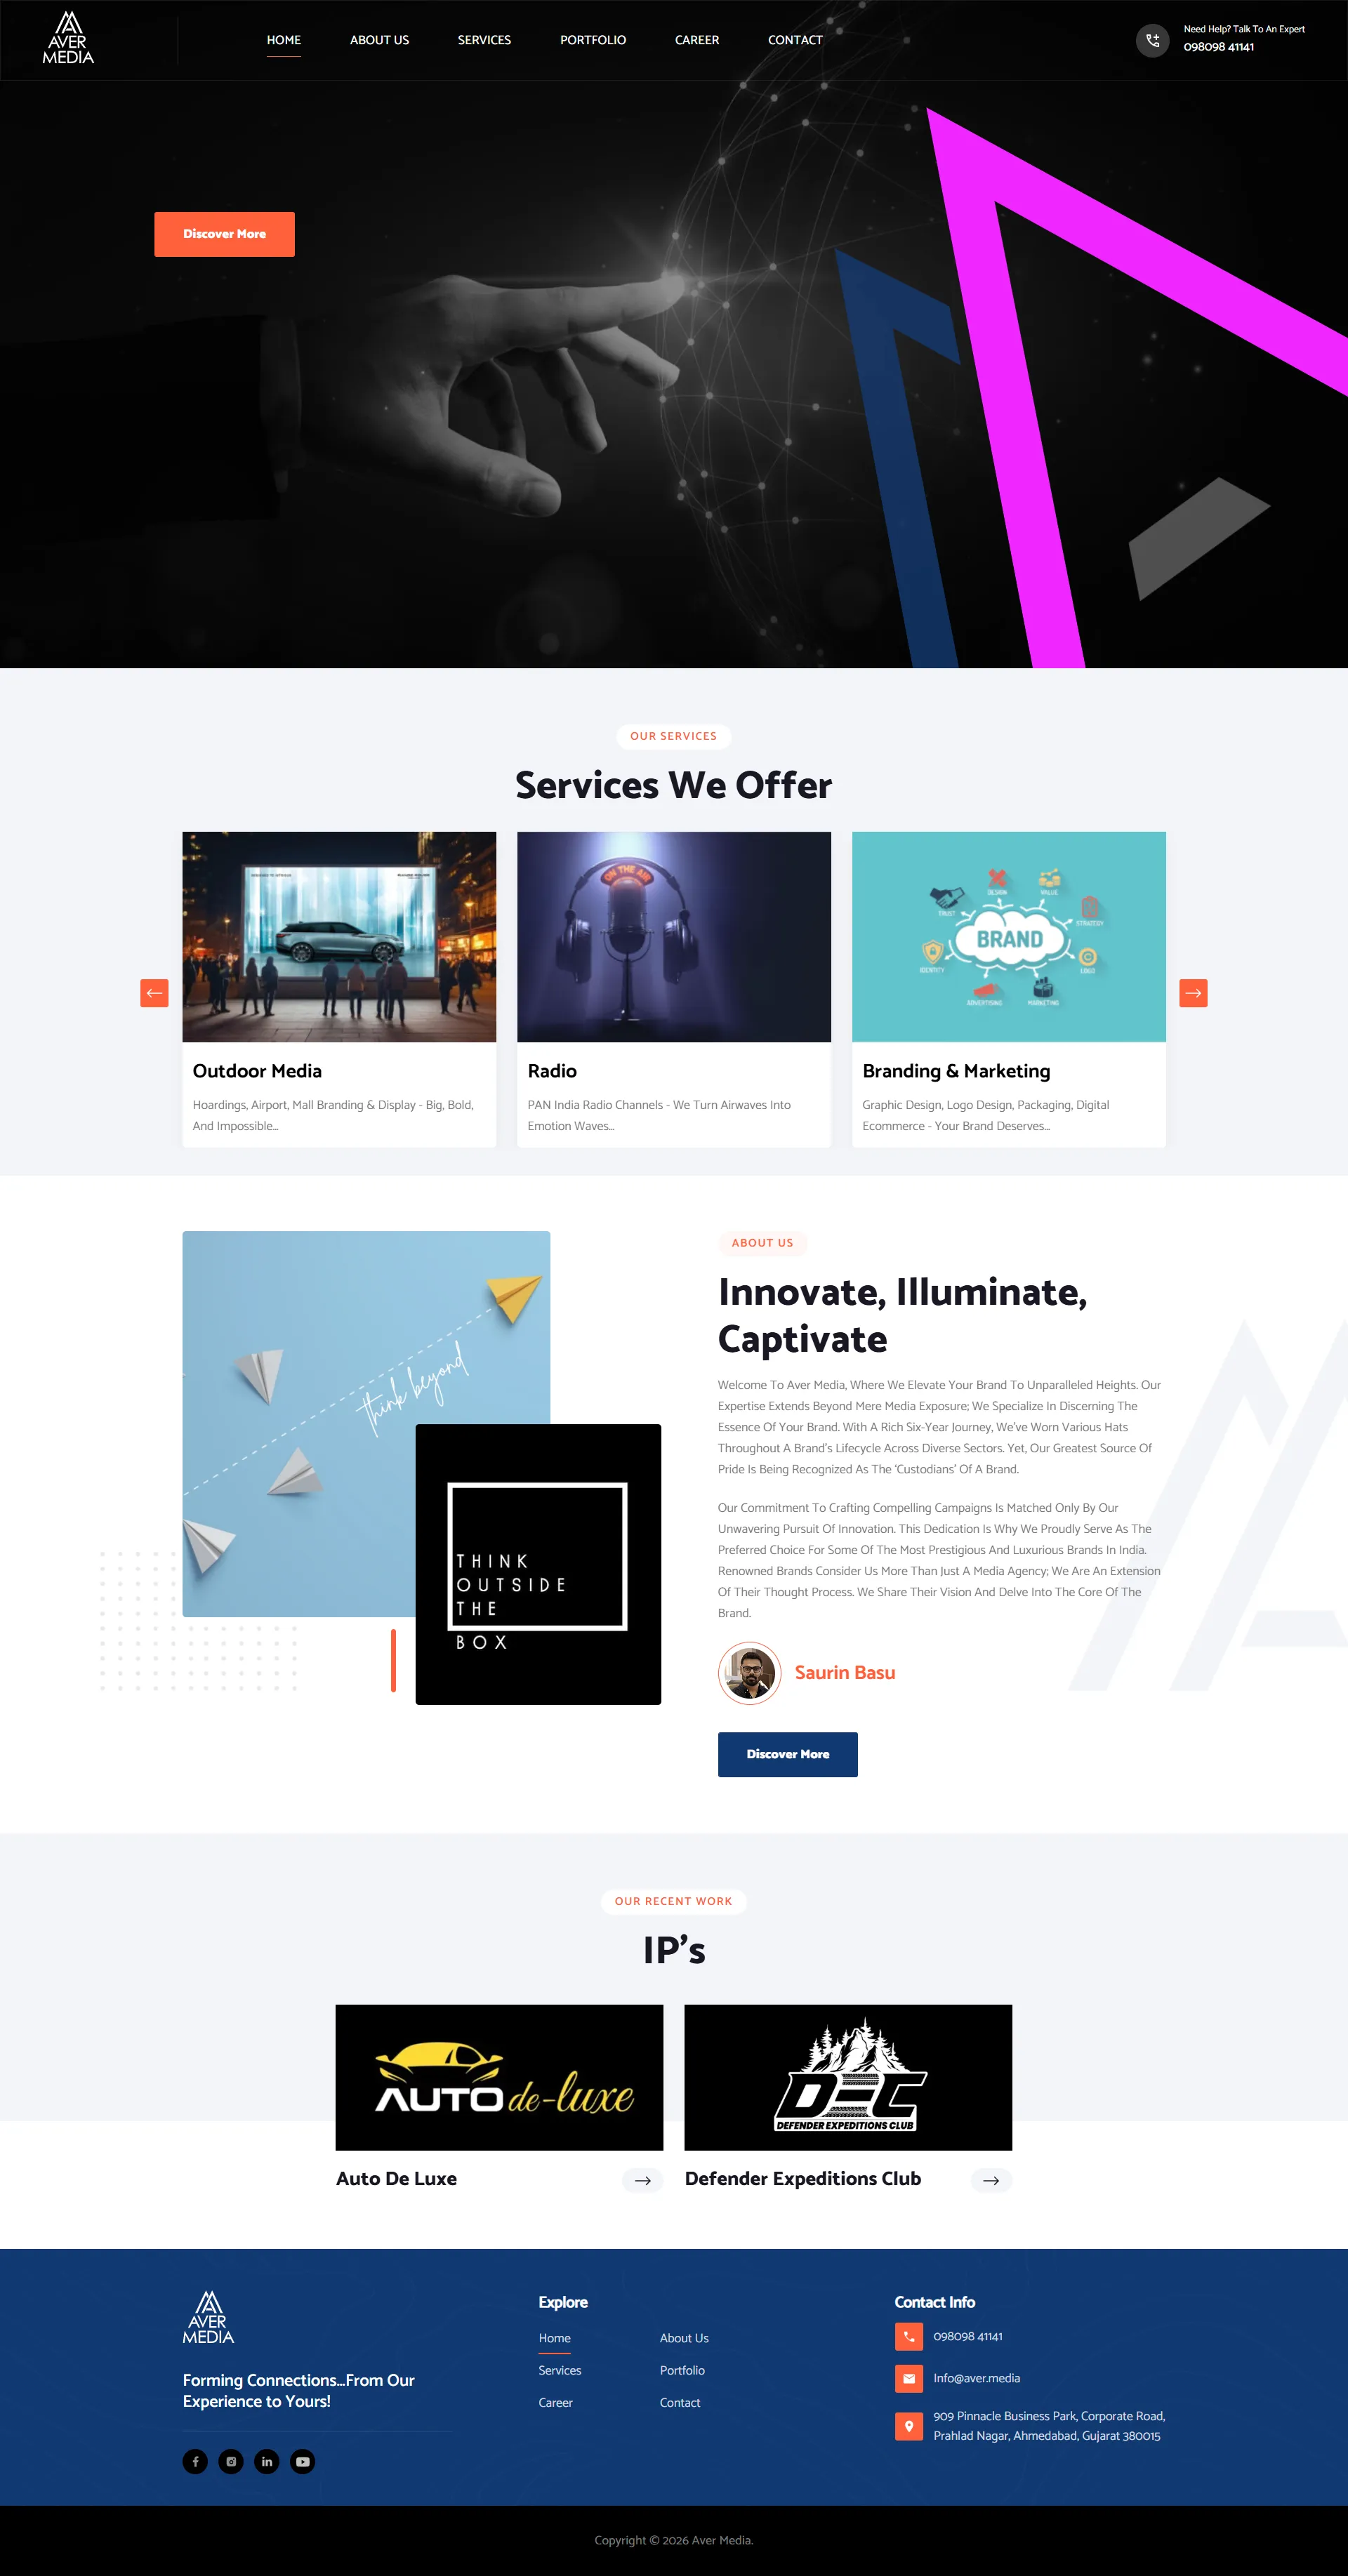 AVER
MEDIA
HOME
ABOUT US
SERVICES
PORTFOLIO
CAREER
CONTACT
Need Help? Talk To An Expert
098098 41141
Discover More
OUR SERVICES
Services We Offer
ON THE AIR
BRAND
TRUST
DESIGN
VALUE
STRATEGY
IDENTITY
LOGO
ADVERTISING
MARKETING
Outdoor Media
Hoardings, Airport, Mall Branding & Display - Big, Bold,
And Impossible...
Radio
PAN India Radio Channels - We Turn Airwaves Into
Emotion Waves...
Branding & Marketing
Graphic Design, Logo Design, Packaging, Digital
Ecommerce - Your Brand Deserves...
think beyond
THINK
OUTSIDE
THE
BOX
ABOUT US
Innovate, Illuminate,
Captivate
Welcome To Aver Media, Where We Elevate Your Brand To Unparalleled Heights. Our
Expertise Extends Beyond Mere Media Exposure; We Specialize In Discerning The
Essence Of Your Brand. With A Rich Six-Year Journey, We've Worn Various Hats
Throughout A Brand's Lifecycle Across Diverse Sectors. Yet, Our Greatest Source Of
Pride Is Being Recognized As The 'Custodians' Of A Brand.
Our Commitment To Crafting Compelling Campaigns Is Matched Only By Our
Unwavering Pursuit Of Innovation. This Dedication Is Why We Proudly Serve As The
Preferred Choice For Some Of The Most Prestigious And Luxurious Brands In India.
Renowned Brands Consider Us More Than Just A Media Agency; We Are An Extension
Of Their Thought Process. We Share Their Vision And Delve Into The Core Of The
Brand.
Saurin Basu
Discover More
OUR RECENT WORK
IP's
AUTO de-luxe
DEC
DEFENDER EXPEDITIONS CLUB
Auto De Luxe
Defender Expeditions Club
AVER
MEDIA
Forming Connections...From Our
Experience to Yours!
Explore
Home
About Us
Services
Portfolio
Career
Contact
Contact Info
098098 41141
Info@aver.media
909 Pinnacle Business Park, Corporate Road,
Prahlad Nagar, Ahmedabad, Gujarat 380015
Copyright © 2026 Aver Media.